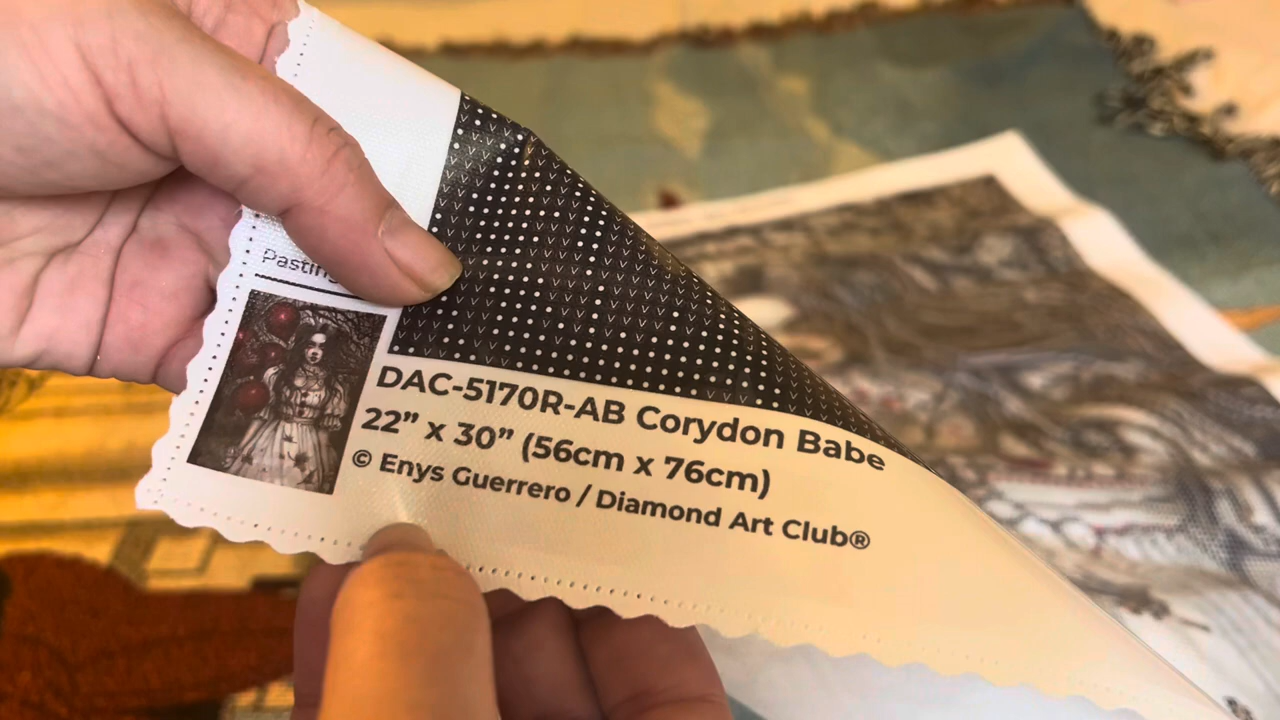 DAC-5170R-AB Corydon Babe
22” x 30” (56cm x 76cm)
© Enys Guerrero / Diamond Art Club®